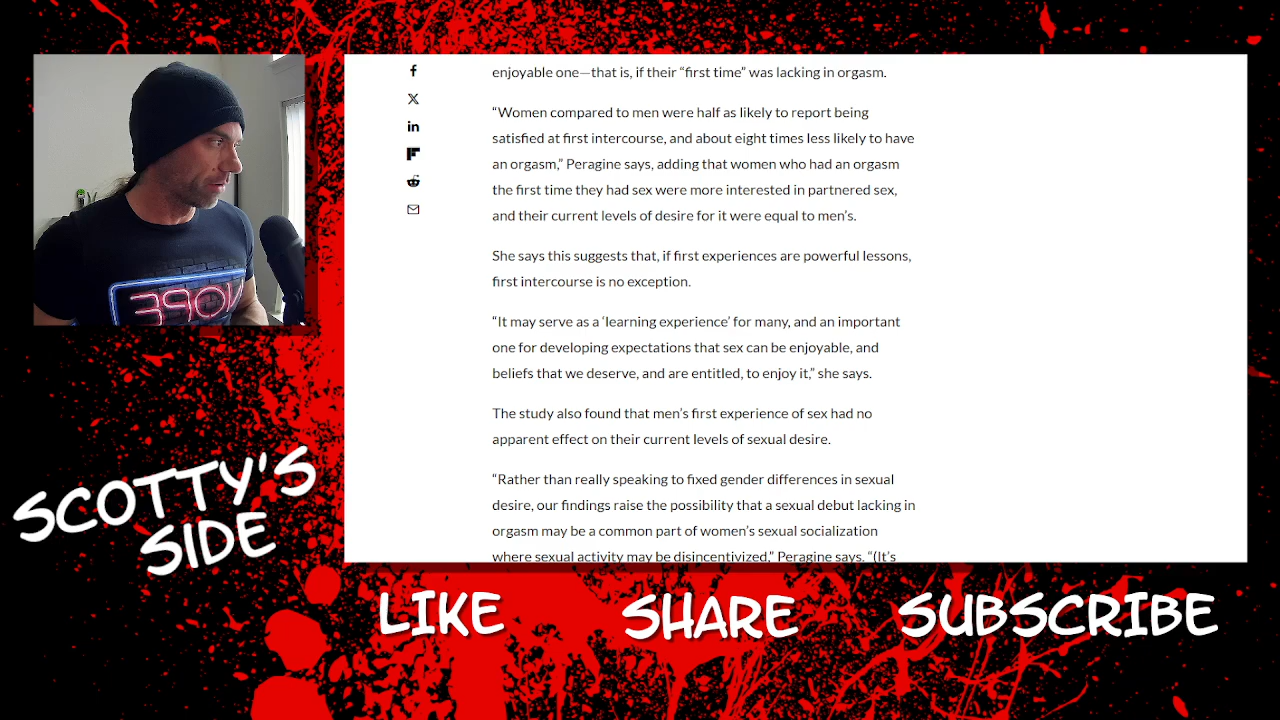 enjoyable one—that is, if their “first time” was lacking in orgasm.
“Women compared to men were half as likely to report being
satisfied at first intercourse, and about eight times less likely to have
an orgasm,” Peragine says, adding that women who had an orgasm
the first time they had sex were more interested in partnered sex,
and their current levels of desire for it were equal to men’s.
She says this suggests that, if first experiences are powerful lessons,
first intercourse is no exception.
“It may serve as a ‘learning experience’ for many, and an important
one for developing expectations that sex can be enjoyable, and
beliefs that we deserve, and are entitled, to enjoy it,” she says.
The study also found that men’s first experience of sex had no
apparent effect on their current levels of sexual desire.
“Rather than really speaking to fixed gender differences in sexual
desire, our findings raise the possibility that a sexual debut lacking in
orgasm may be a common part of women’s sexual socialization
where sexual activity may be disincentivized,” Peragine says. “(It’s
NOPE
SCOTTY'S
SIDE
LIKE SHARE SUBSCRIBE